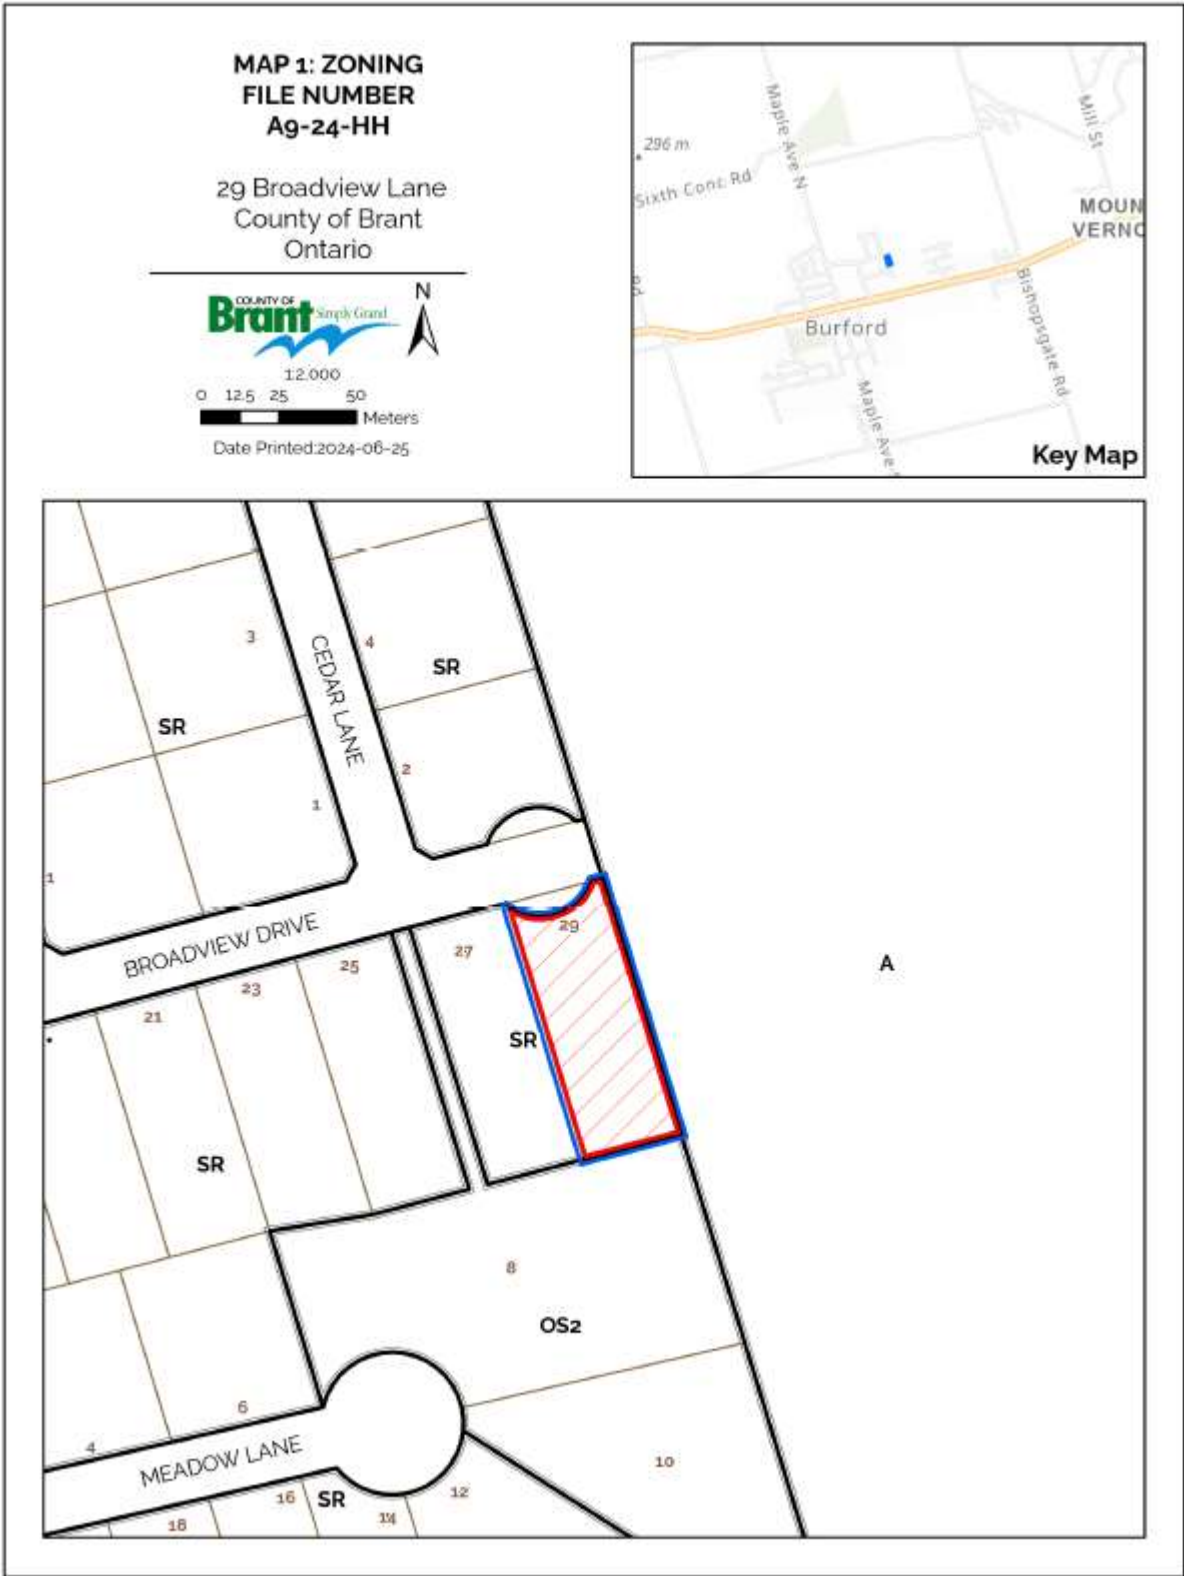 MAP 1: ZONING
FILE NUMBER
A9-24-HH
29 Broadview Lane
County of Brant
Ontario
COUNTY OF
Brant Simply Grand
N
1:2,000
0 12.5 25 50
Meters
Date Printed:2024-06-25
Maple Ave N
Mill St
296 m
Sixth Conc Rd
MOUN
VERNO
Rd
Burford
Bishopsgate Rd
Maple Ave
Key Map
3
CEDAR LANE
4
SR
SR
2
1
1
BROADVIEW DRIVE
29
27
25
23
21
A
SR
SR
8
OS2
6
4
MEADOW LANE
10
12
16
SR
14
18